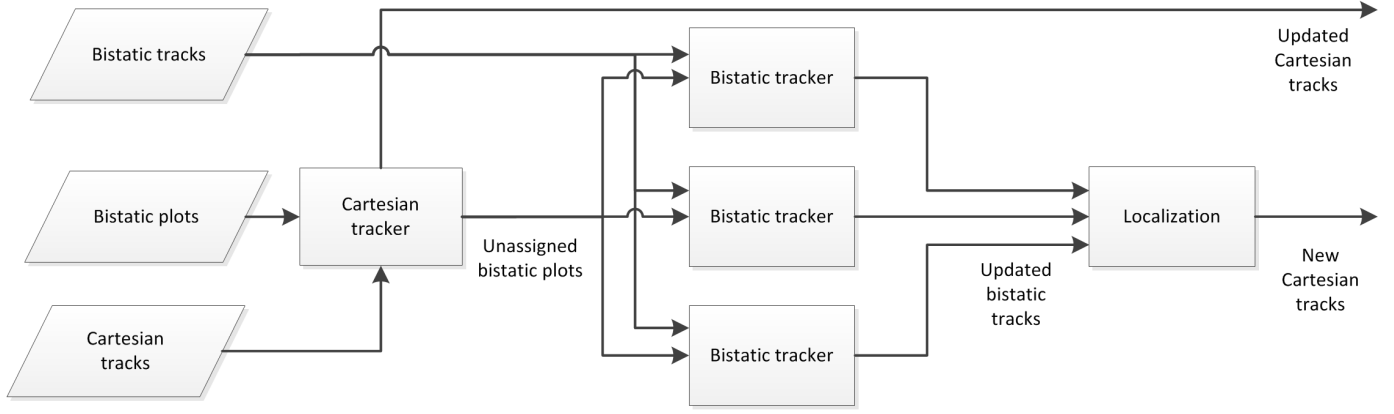 Bistatic tracks
Bistatic plots
Cartesian
tracks
Cartesian
tracker
Unassigned
bistatic plots
Bistatic tracker
Bistatic tracker
Bistatic tracker
Updated
bistatic
tracks
Localization
Updated
Cartesian
tracks
New
Cartesian
tracks